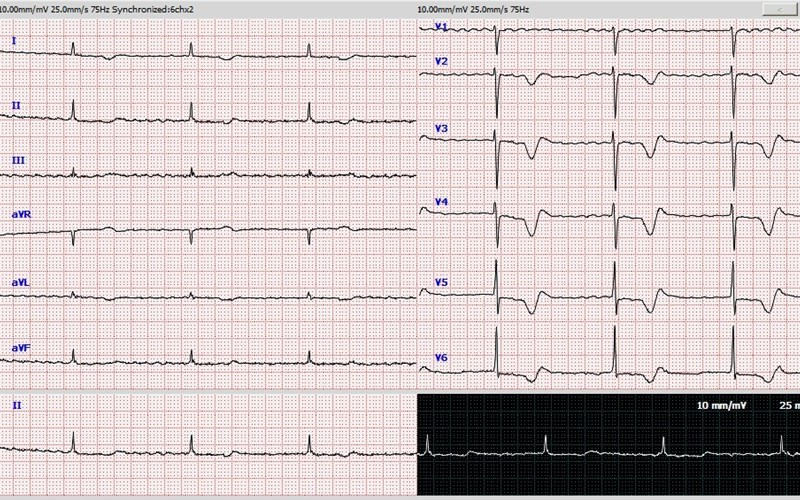 10.00mm/mV 25.0mm/s 75Hz Synchronized:6chx2
10.00mm/mV 25.0mm/s 75Hz
<
I
II
III
aVR
aVL
aVF
II
V1
V2
V3
V4
V5
V6
10 mm/mV 25 m